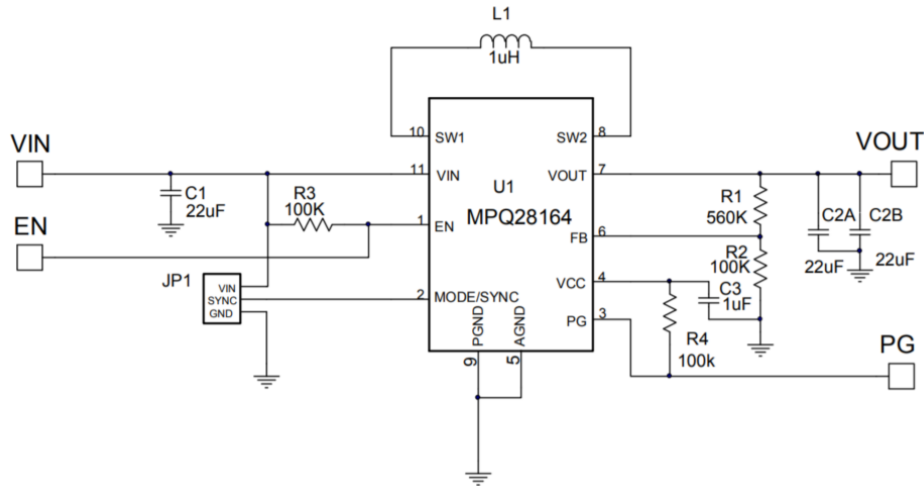 L1
1uH
10
SW1
SW2
8
VIN
VOUT
11
VIN
VOUT
7
C1
22uF
R3
100K
U1
MPQ28164
R1
560K
C2A
C2B
EN
1
EN
FB
6
R2
100K
22uF
22uF
JP1
VIN
SYNC
GND
2
MODE/SYNC
VCC
4
C3
1uF
PG
3
PGND
AGND
R4
100k
PG
9
5